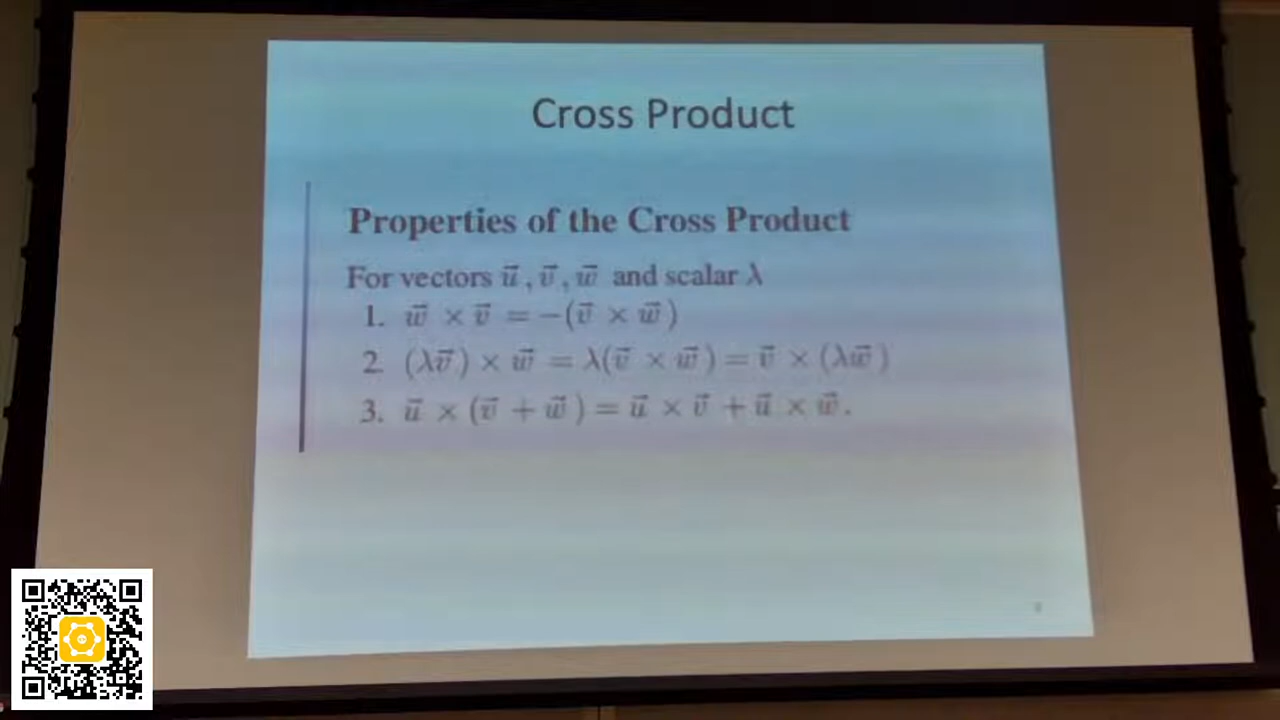 Cross Product
Properties of the Cross Product
For vectors u⃗, v⃗, w⃗ and scalar λ
1. w⃗ × v⃗ = −(v⃗ × w⃗)
2. (λv⃗) × w⃗ = λ(v⃗ × w⃗) = v⃗ × (λw⃗)
3. u⃗ × (v⃗ + w⃗) = u⃗ × v⃗ + u⃗ × w⃗.